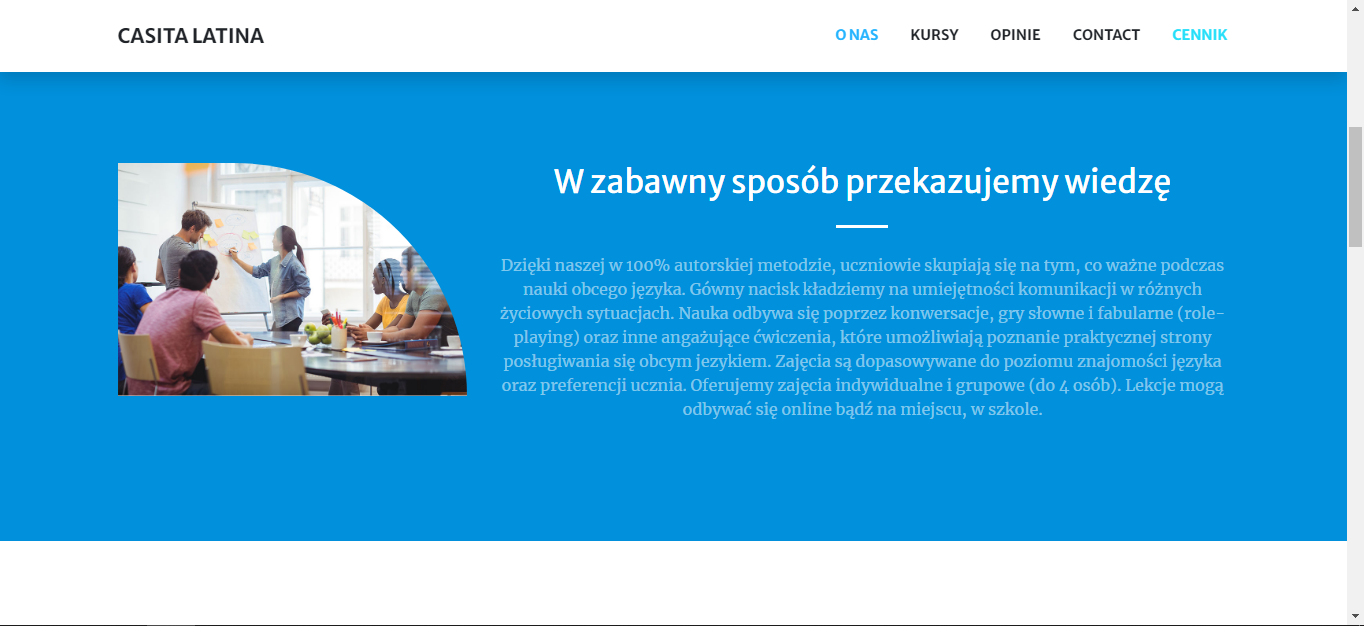 CASITA LATINA
O NAS KURSY OPINIE CONTACT CENNIK
W zabawny sposób przekazujemy wiedzę
Dzięki naszej w 100% autorskiej metodzie, uczniowie skupiają się na tym, co ważne podczas
nauki obcego języka. Gówny nacisk kładziemy na umiejętności komunikacji w różnych
życiowych sytuacjach. Nauka odbywa się poprzez konwersacje, gry słowne i fabularne (role-
playing) oraz inne angażujące ćwiczenia, które umożliwiają poznanie praktycznej strony
posługiwania się obcym jezykiem. Zajęcia są dopasowywane do poziomu znajomości języka
oraz preferencji ucznia. Oferujemy zajęcia indywidualne i grupowe (do 4 osób). Lekcje mogą
odbywać się online bądź na miejscu, w szkole.